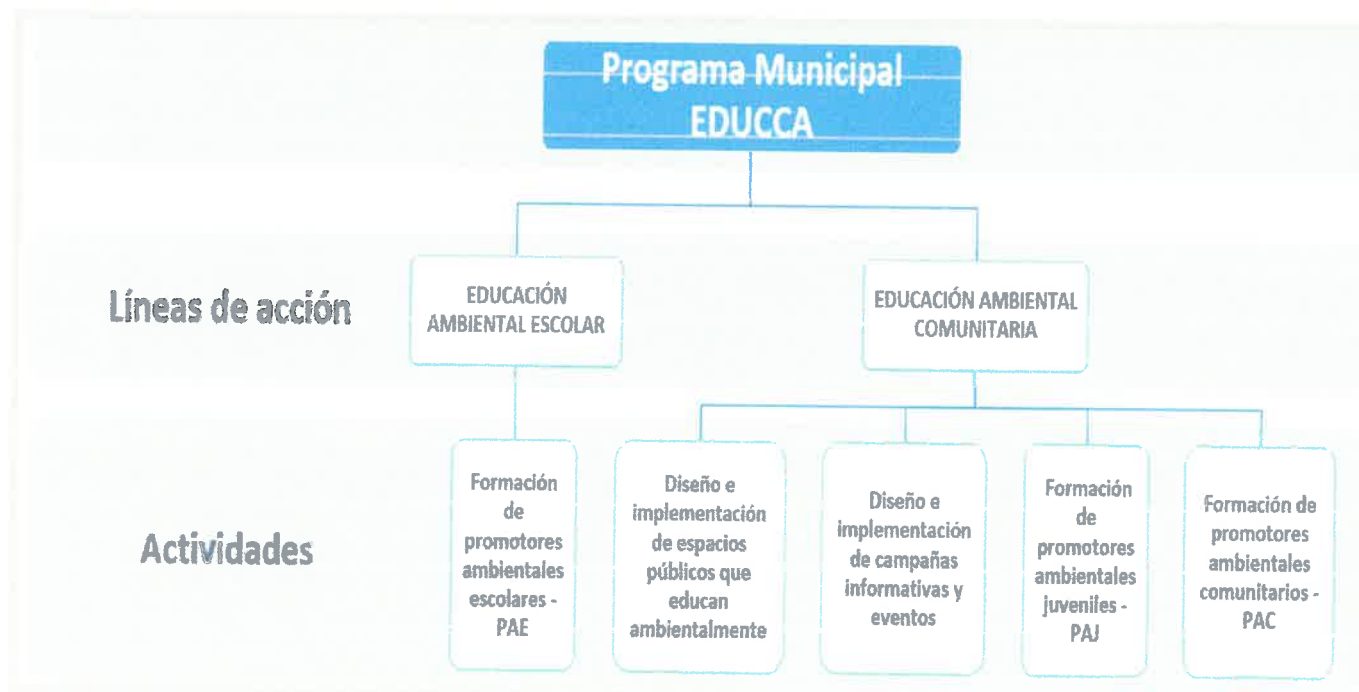 Programa Municipal
EDUCCA
Líneas de acción
EDUCACIÓN
AMBIENTAL ESCOLAR
EDUCACIÓN AMBIENTAL
COMUNITARIA
Actividades
Formación
de
promotores
ambientales
escolares -
PAE
Diseño e
implementación
de espacios
públicos que
educan
ambientalmente
Diseño e
implementación
de campañas
informativas y
eventos
Formación
de
promotores
ambientales
juveniles -
PAJ
Formación de
promotores
ambientales
comunitarios -
PAC